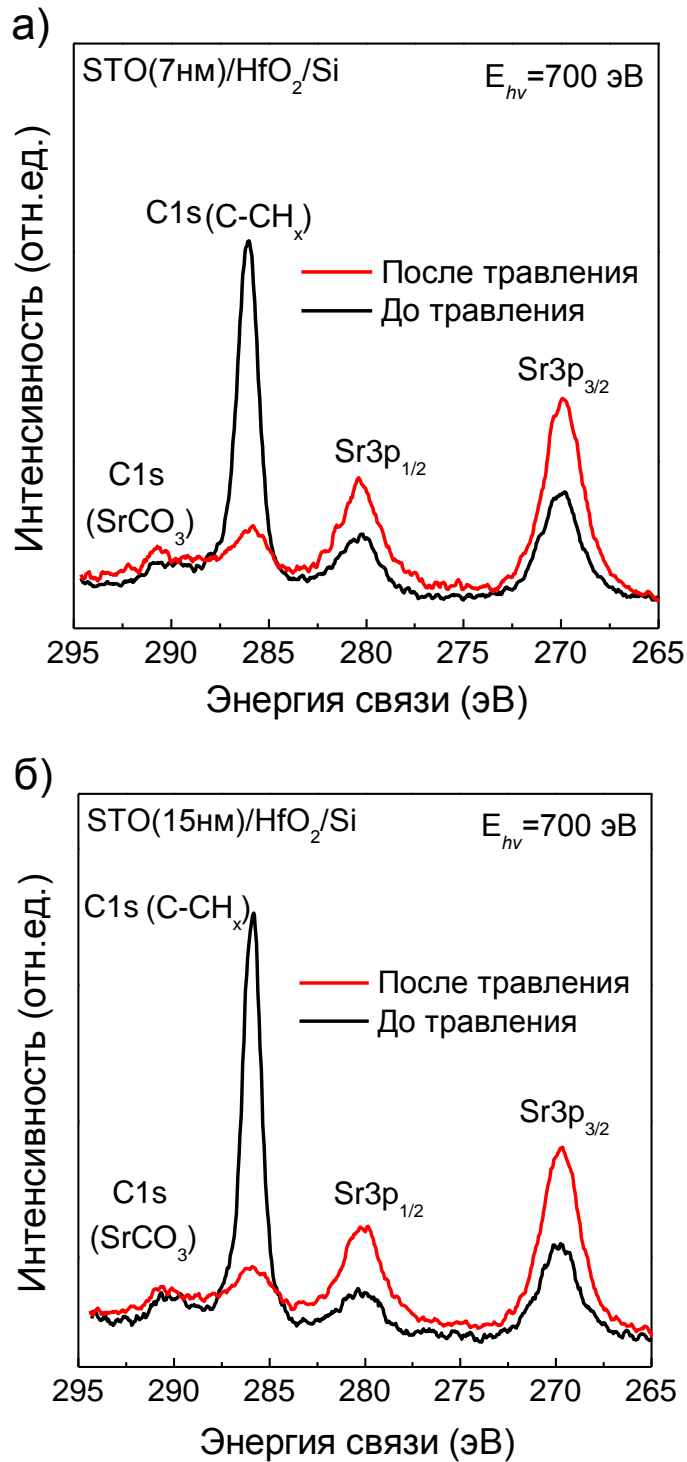 а)
STO(7нм)/HfO₂/Si
E_hν=700 эВ
C1s (C-CHₓ)
После травления
До травления
Sr3p₃/₂
Sr3p₁/₂
C1s
(SrCO₃)
Интенсивность (отн.ед.)
295 290 285 280 275 270 265
Энергия связи (эВ)
б)
STO(15нм)/HfO₂/Si
E_hν=700 эВ
C1s (C-CHₓ)
После травления
До травления
Sr3p₃/₂
Sr3p₁/₂
C1s
(SrCO₃)
Интенсивность (отн.ед.)
295 290 285 280 275 270 265
Энергия связи (эВ)